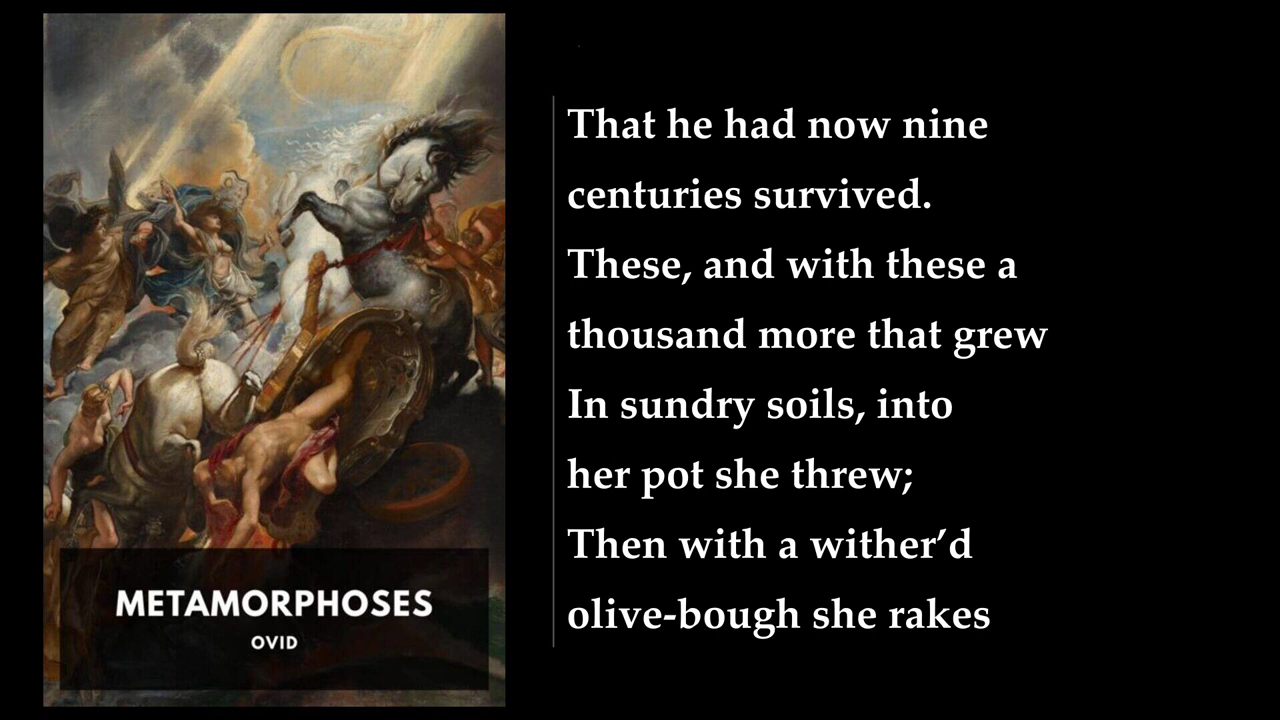 METAMORPHOSES
OVID
That he had now nine
centuries survived.
These, and with these a
thousand more that grew
In sundry soils, into
her pot she threw;
Then with a wither’d
olive-bough she rakes